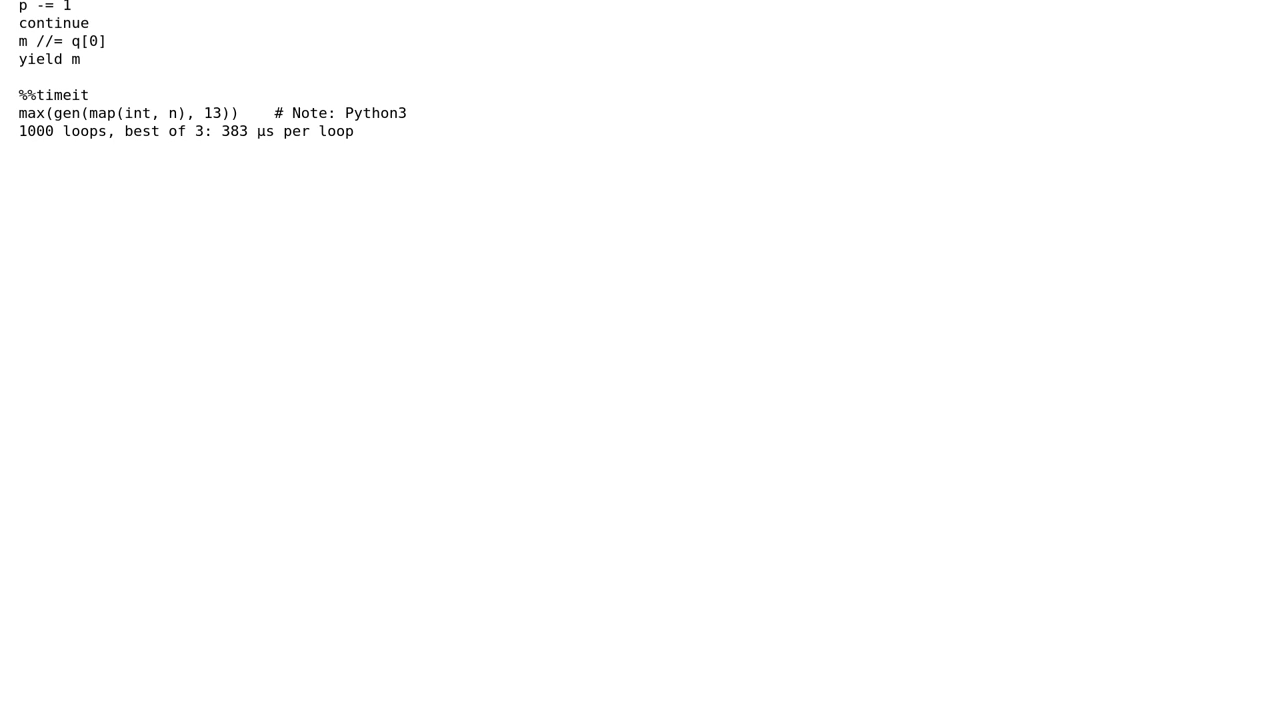 p -= 1
continue
m //= q[0]
yield m

%%timeit
max(gen(map(int, n), 13))    # Note: Python3
1000 loops, best of 3: 383 µs per loop